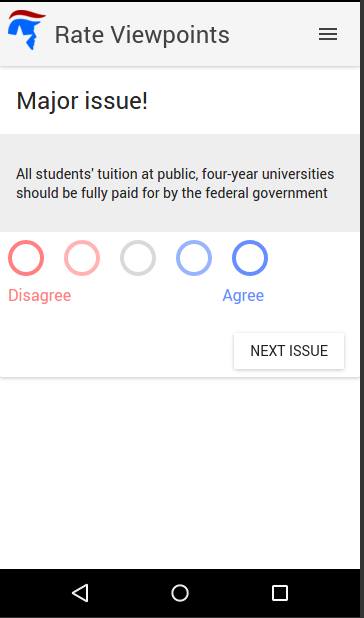 Rate Viewpoints
Major issue!
All students' tuition at public, four-year universities
should be fully paid for by the federal government
Disagree Agree
NEXT ISSUE